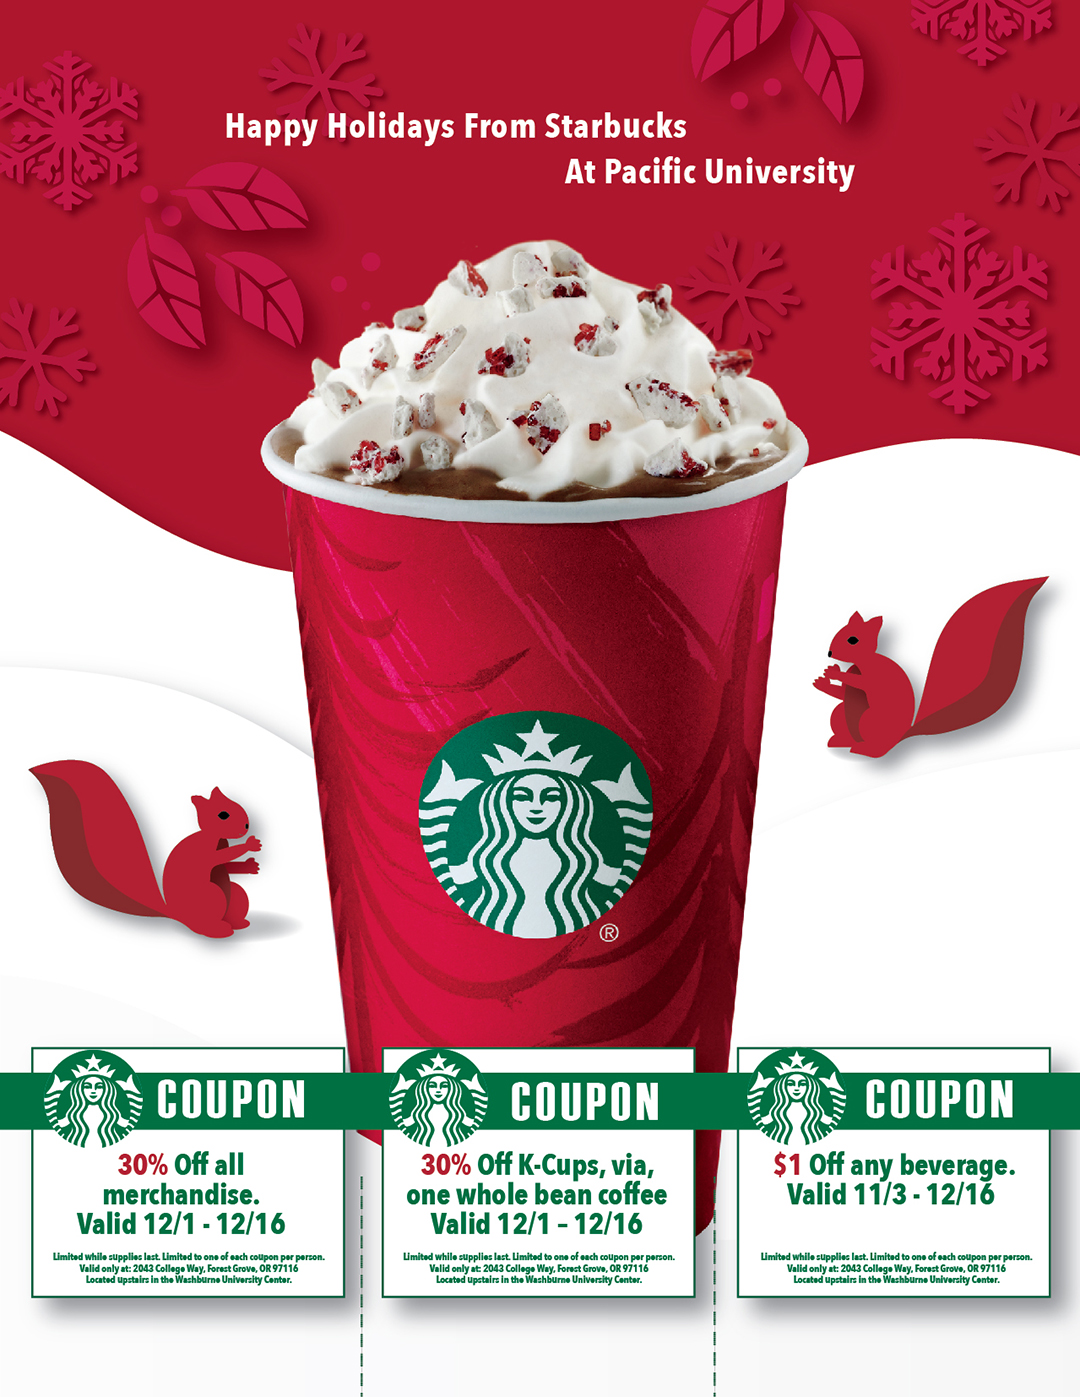 Happy Holidays From Starbucks
At Pacific University
®
COUPON
30% Off all
merchandise.
Valid 12/1 - 12/16
Limited while supplies last. Limited to one of each coupon per person.
Valid only at: 2043 College Way, Forest Grove, OR 97116
Located upstairs in the Washburne University Center.
COUPON
30% Off K-Cups, via,
one whole bean coffee
Valid 12/1 – 12/16
Limited while supplies last. Limited to one of each coupon per person.
Valid only at: 2043 College Way, Forest Grove, OR 97116
Located upstairs in the Washburne University Center.
COUPON
$1 Off any beverage.
Valid 11/3 - 12/16
Limited while supplies last. Limited to one of each coupon per person.
Valid only at: 2043 College Way, Forest Grove, OR 97116
Located upstairs in the Washburne University Center.